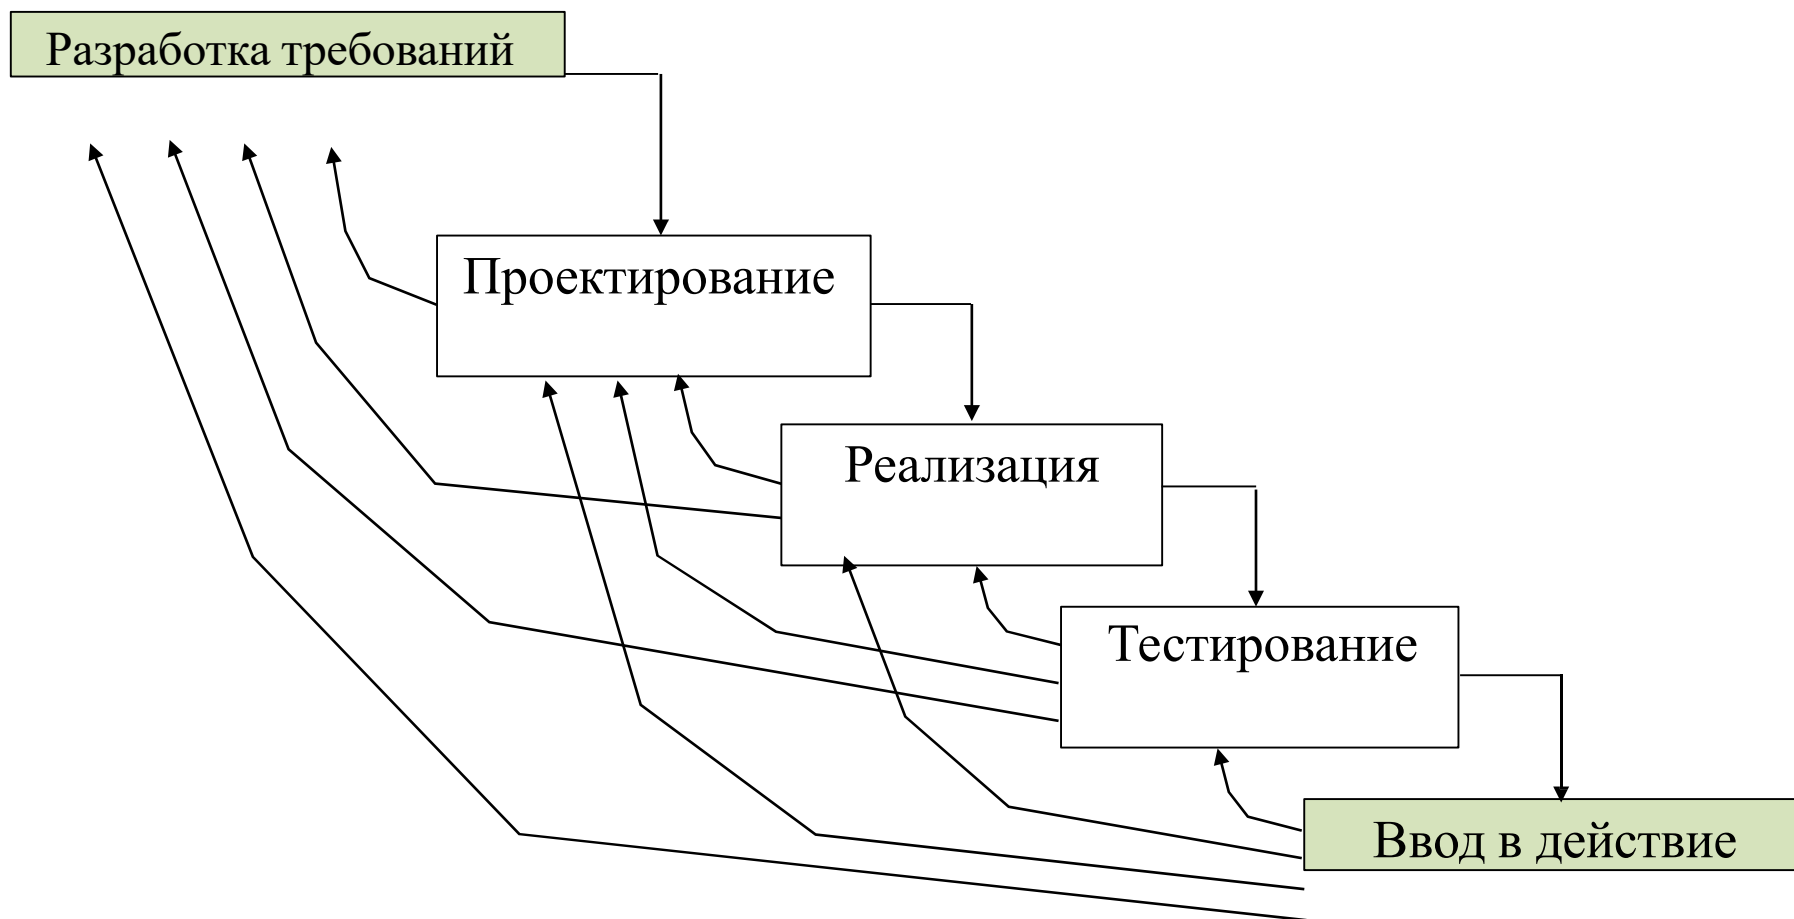 Разработка требований
Проектирование
Реализация
Тестирование
Ввод в действие